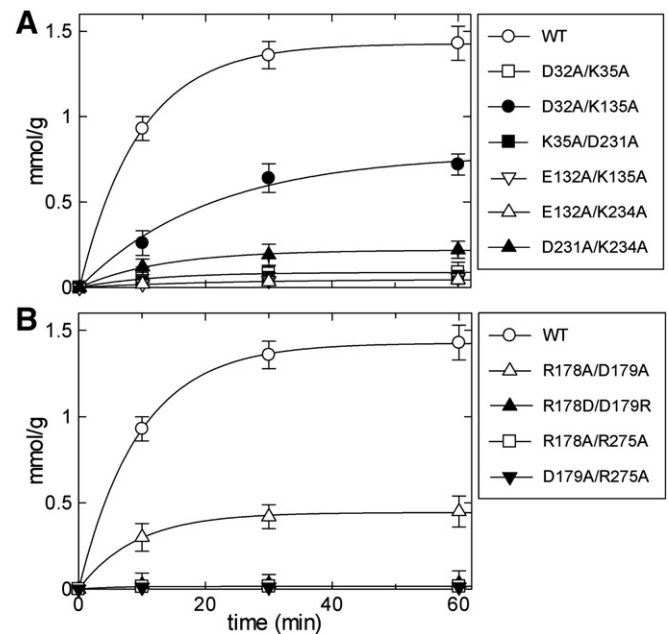 A
1.5
1
0.5
0
mmol/g
WT
D32A/K35A
D32A/K135A
K35A/D231A
E132A/K135A
E132A/K234A
D231A/K234A
B
1.5
1
0.5
0
mmol/g
0 20 40 60
time (min)
WT
R178A/D179A
R178D/D179R
R178A/R275A
D179A/R275A